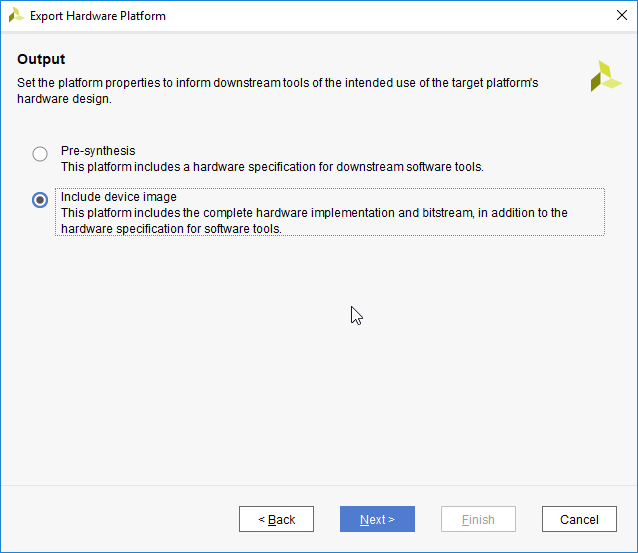 Export Hardware Platform
Output
Set the platform properties to inform downstream tools of the intended use of the target platform's
hardware design.
Pre-synthesis
This platform includes a hardware specification for downstream software tools.
Include device image
This platform includes the complete hardware implementation and bitstream, in addition to the
hardware specification for software tools.
< Back Next > Finish Cancel